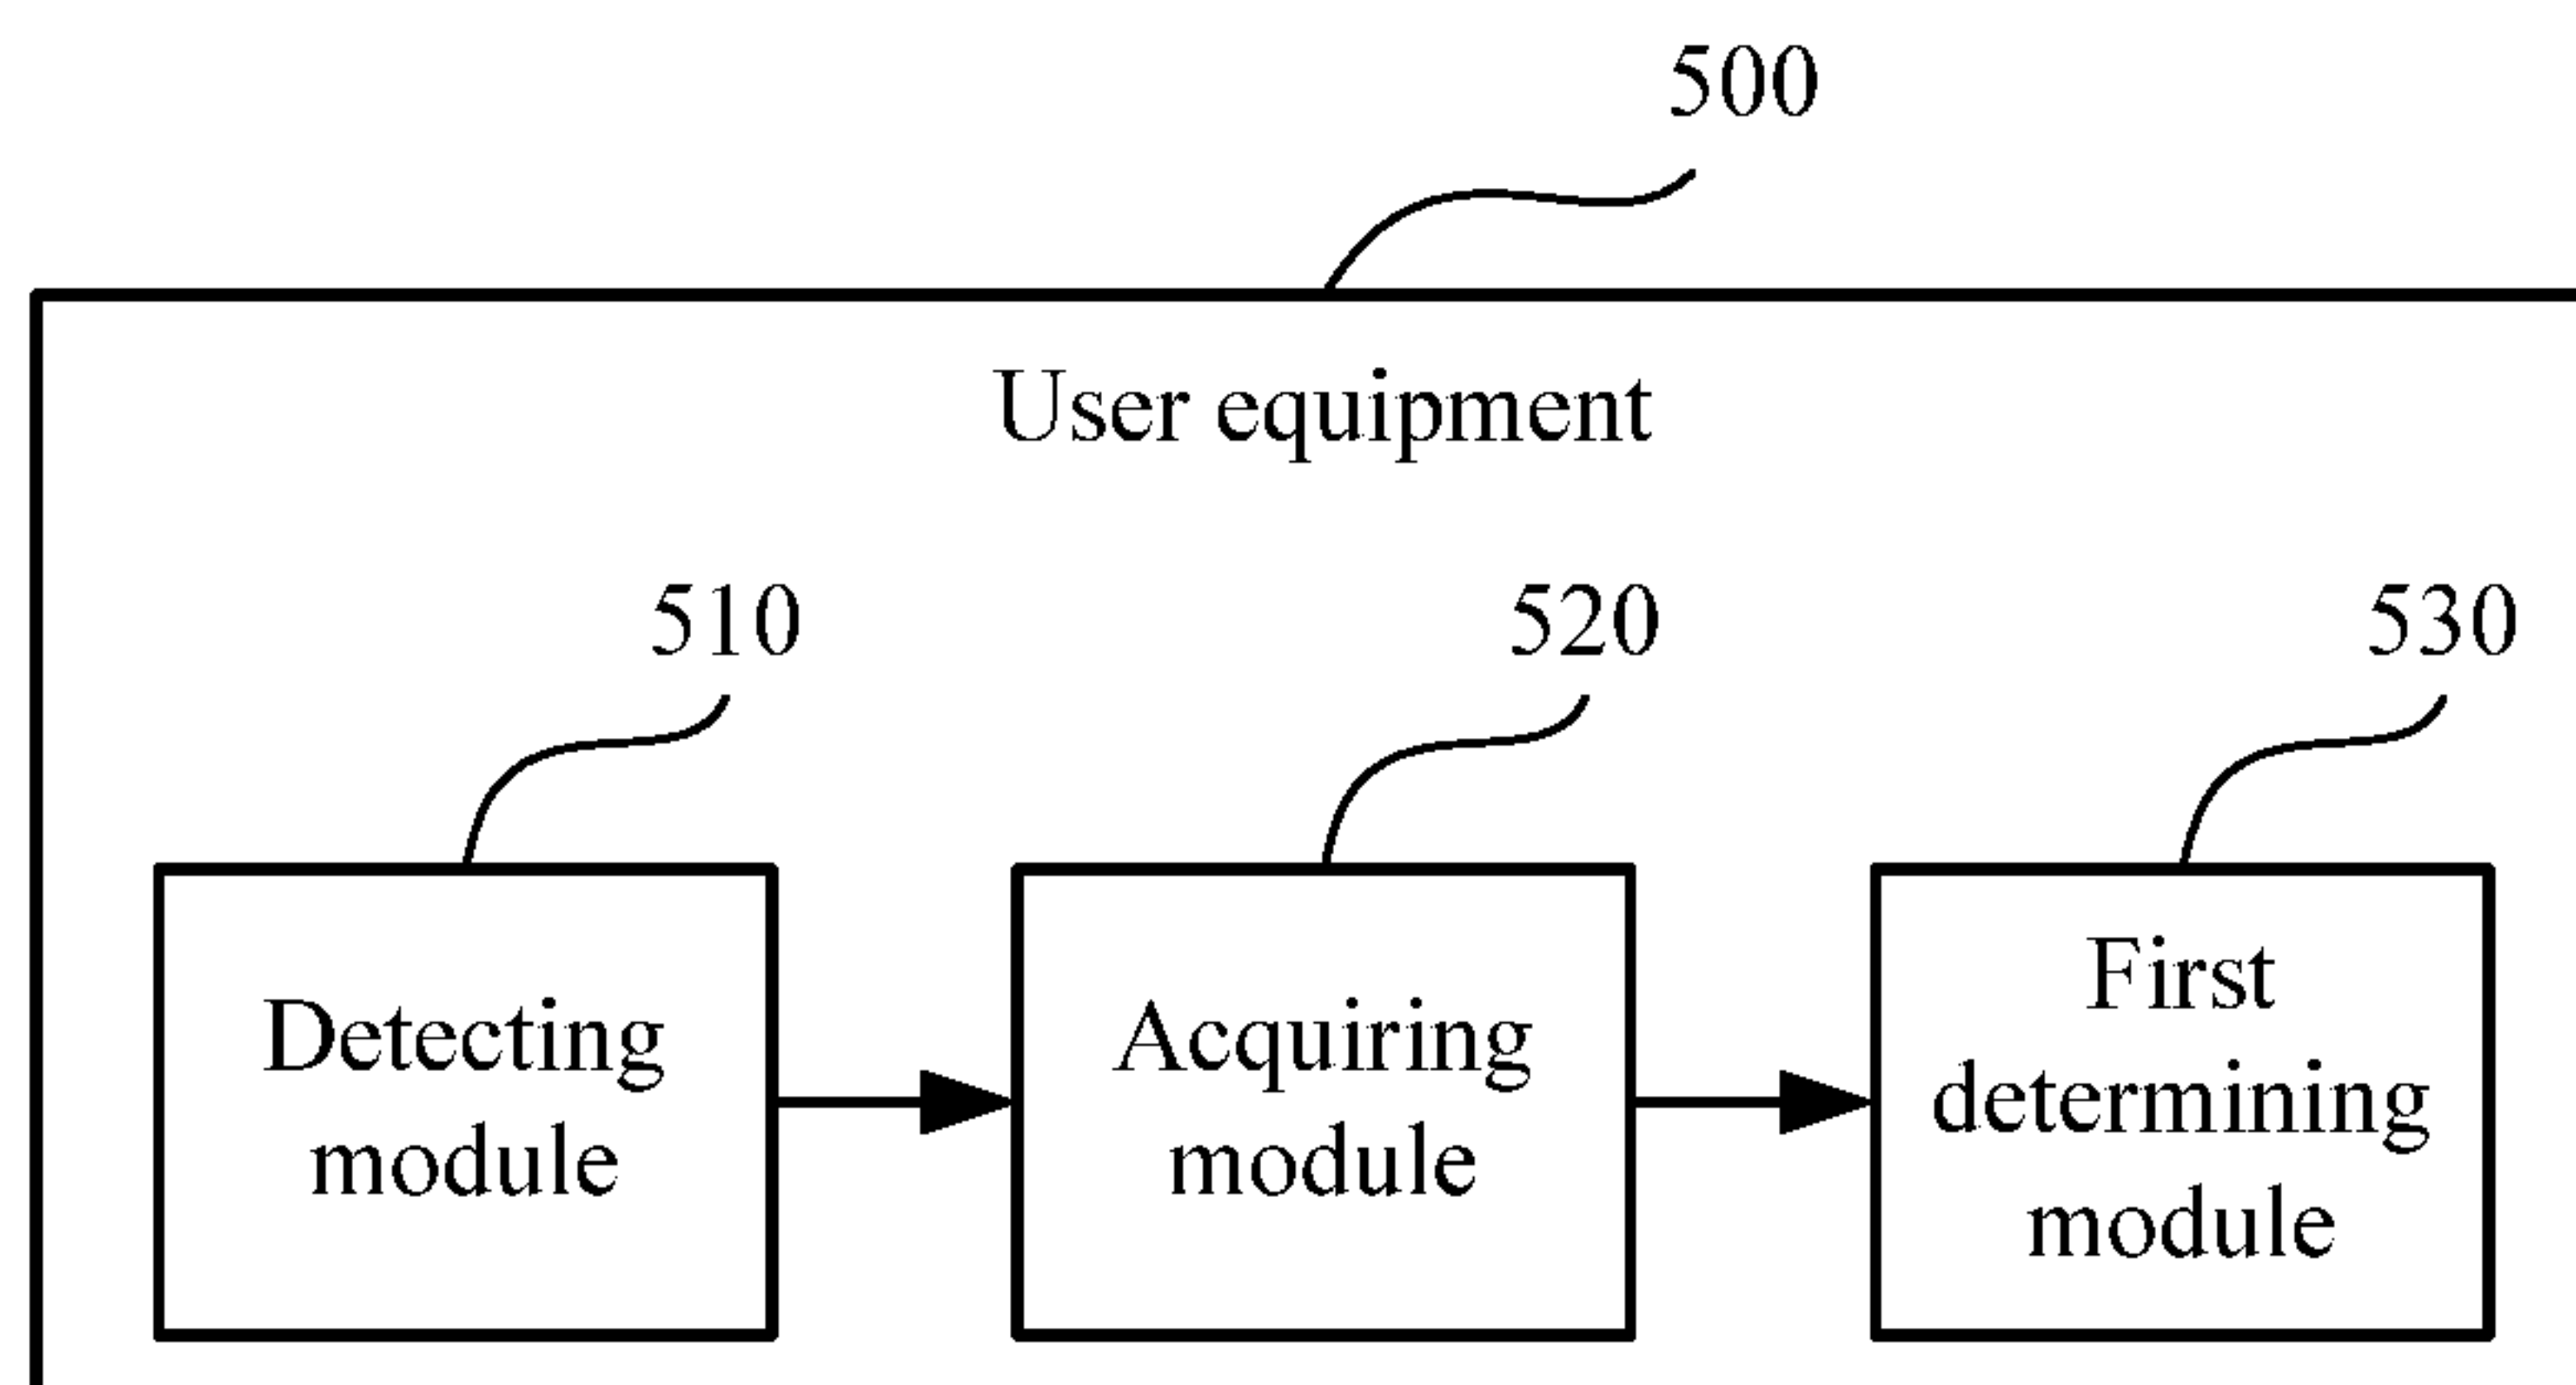 500
User equipment
510
520
530
Detecting
module
Acquiring
module
First
determining
module